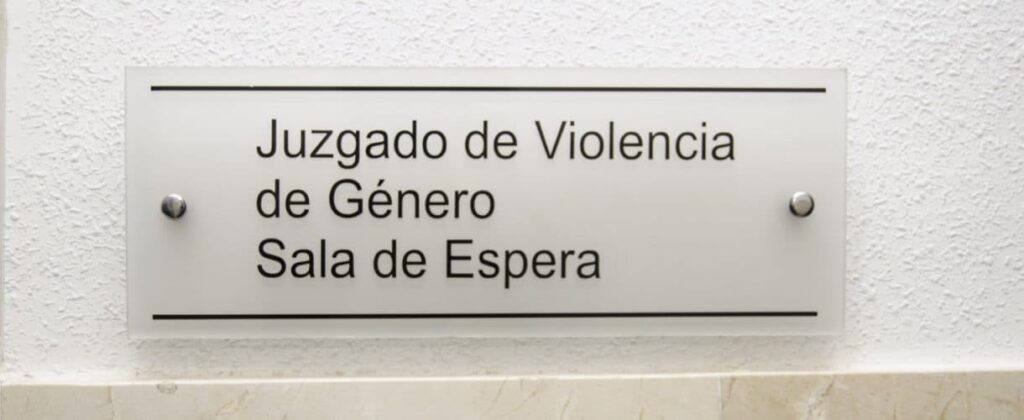 Juzgado de Violencia
de Género
Sala de Espera